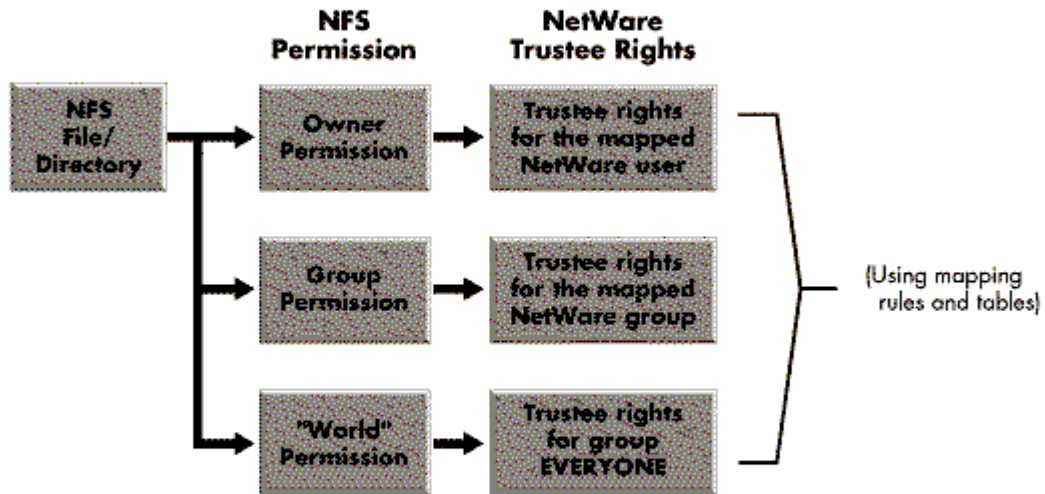 NFS
Permission
NetWare
Trustee Rights
NFS
File/
Directory
Owner
Permission
Trustee rights
for the mapped
NetWare user
Group
Permission
Trustee rights
for the mapped
NetWare group
(Using mapping
rules and tables)
"World"
Permission
Trustee rights
for group
EVERYONE